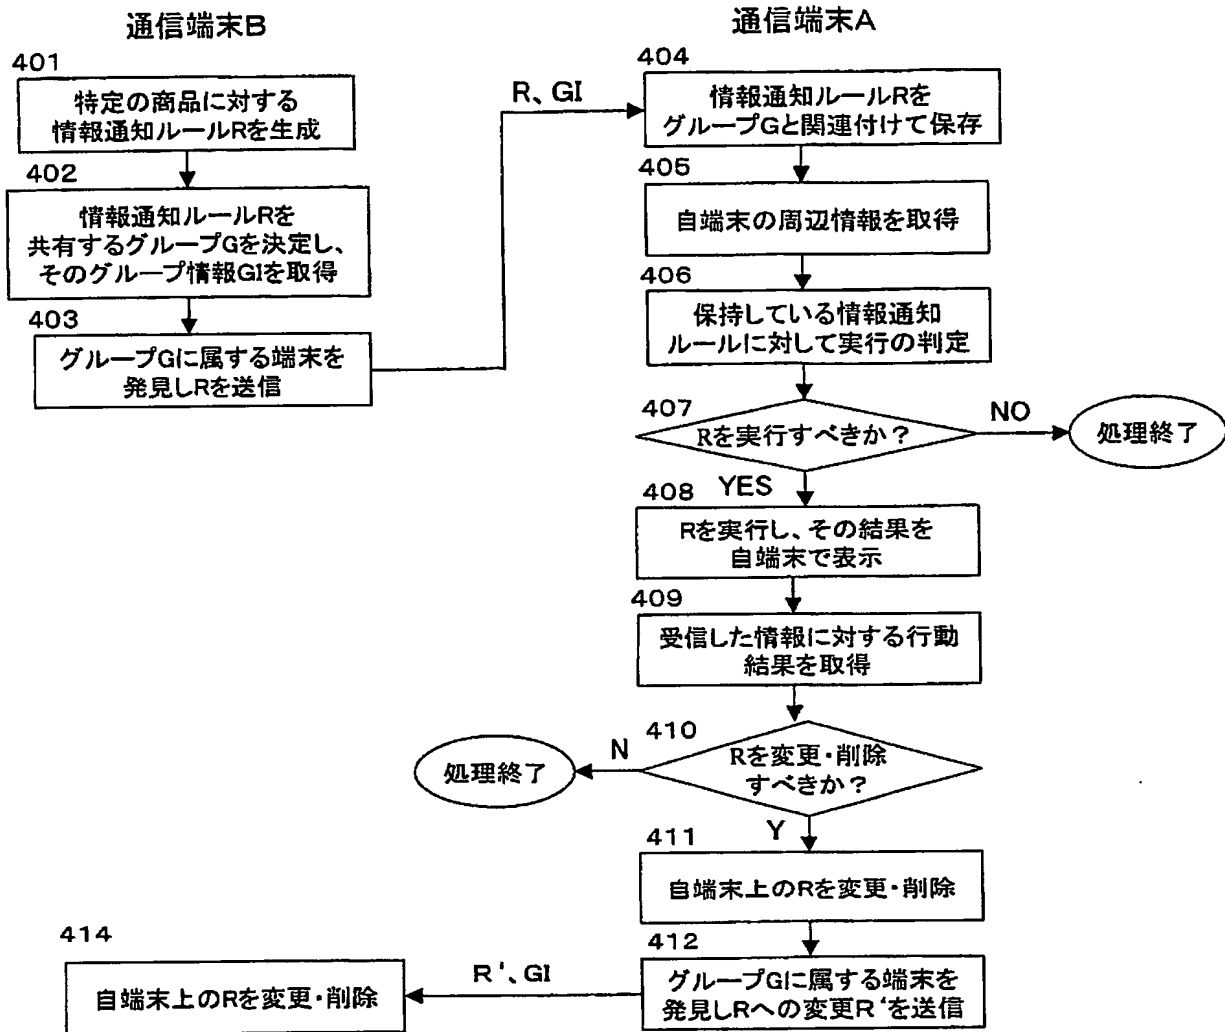 通信端末B
401
特定の商品に対する
情報通知ルールRを生成
402
情報通知ルールRを
共有するグループGを決定し、
そのグループ情報GIを取得
403
グループGに属する端末を
発見しRを送信
R、GI
通信端末A
404
情報通知ルールRを
グループGと関連付けて保存
405
自端末の周辺情報を取得
406
保持している情報通知
ルールに対して実行の判定
407
Rを実行すべきか?
NO
処理終了
YES
408
Rを実行し、その結果を
自端末で表示
409
受信した情報に対する行動
結果を取得
410
Rを変更・削除
すべきか?
N
処理終了
Y
411
自端末上のRを変更・削除
412
グループGに属する端末を
発見しRへの変更R'を送信
R'、GI
414
自端末上のRを変更・削除